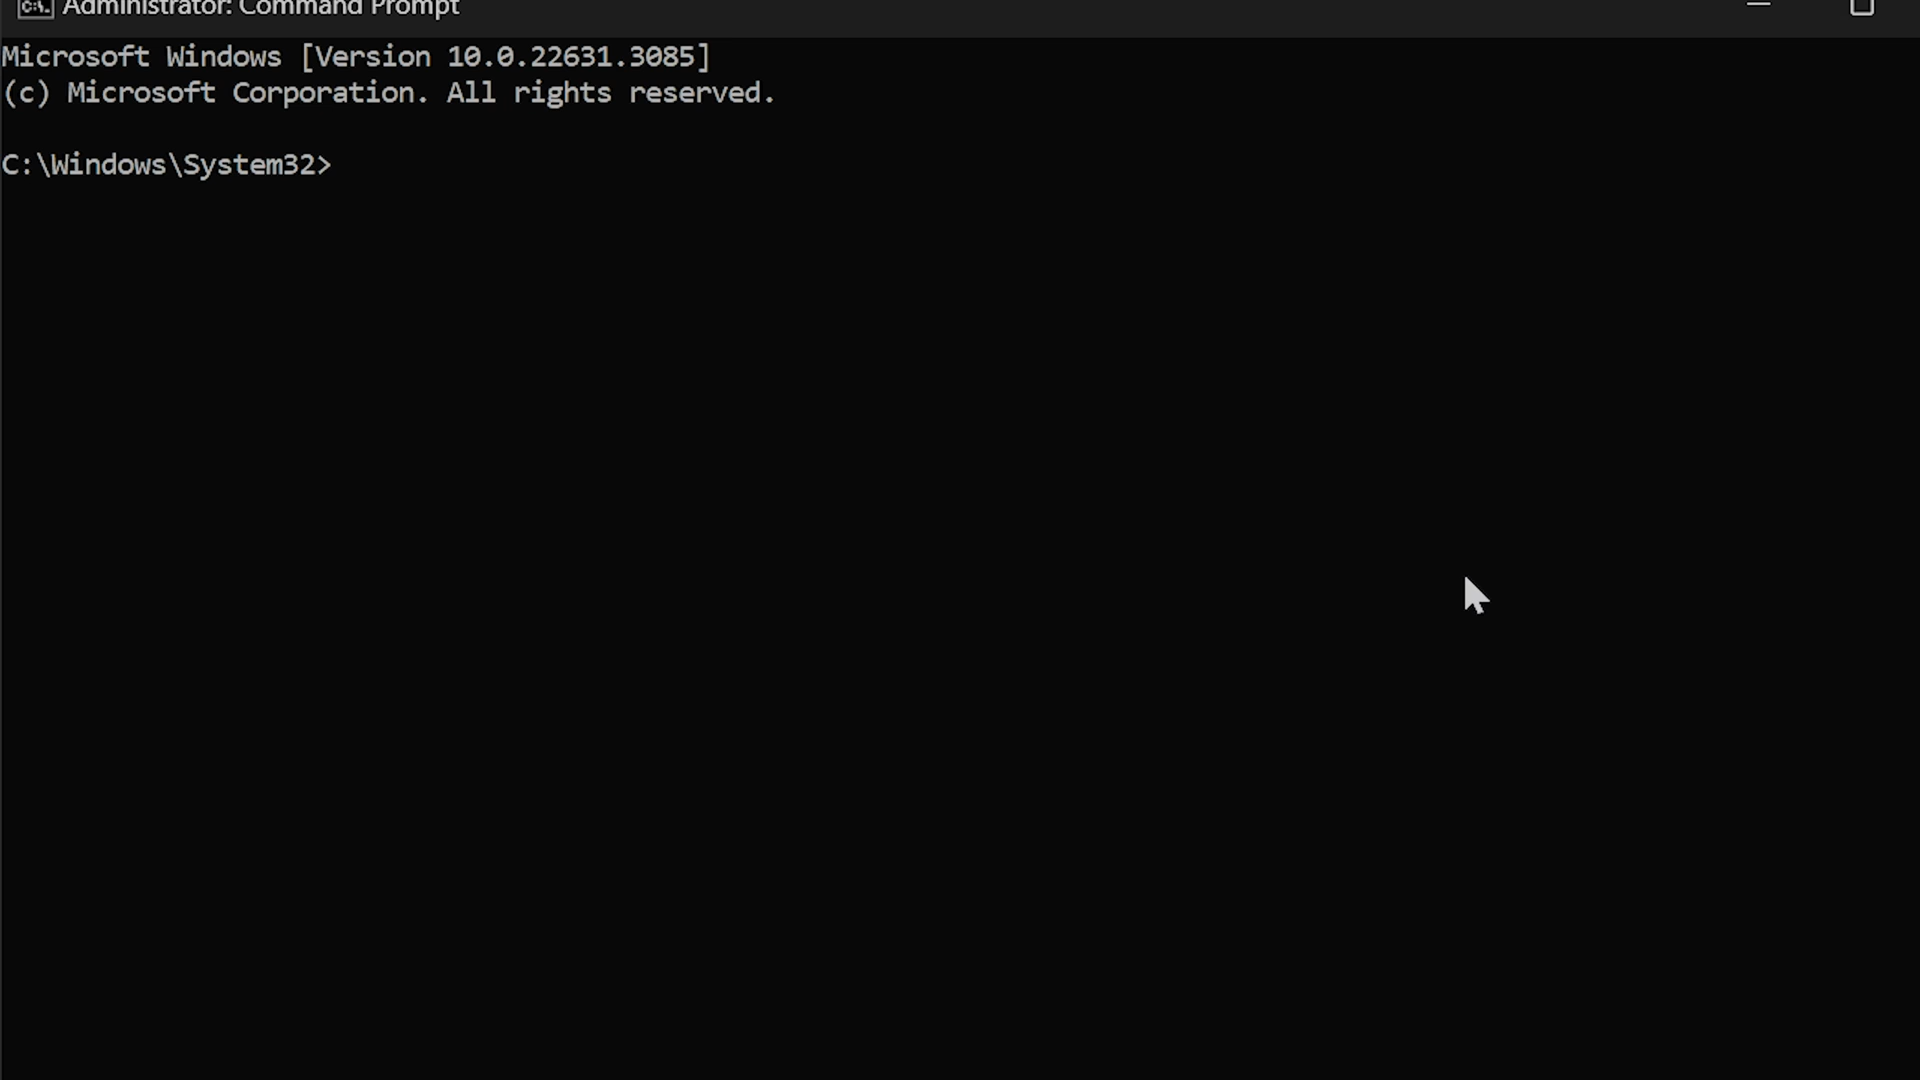 Administrator: Command Prompt
Microsoft Windows [Version 10.0.22631.3085]
(c) Microsoft Corporation. All rights reserved.
C:\Windows\System32>